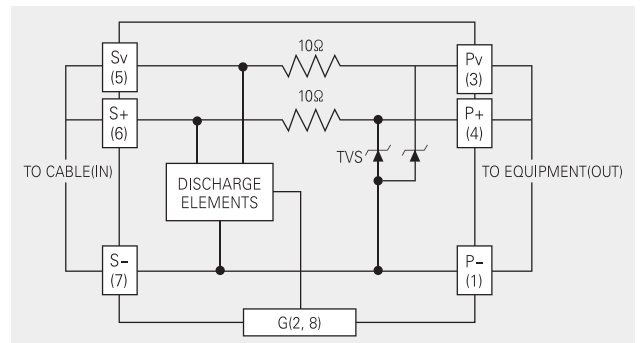 10Ω
Sv
(5)
Pv
(3)
10Ω
S+
(6)
P+
(4)
TVS
TO CABLE(IN)
TO EQUIPMENT(OUT)
DISCHARGE
ELEMENTS
S−
(7)
P−
(1)
G(2, 8)